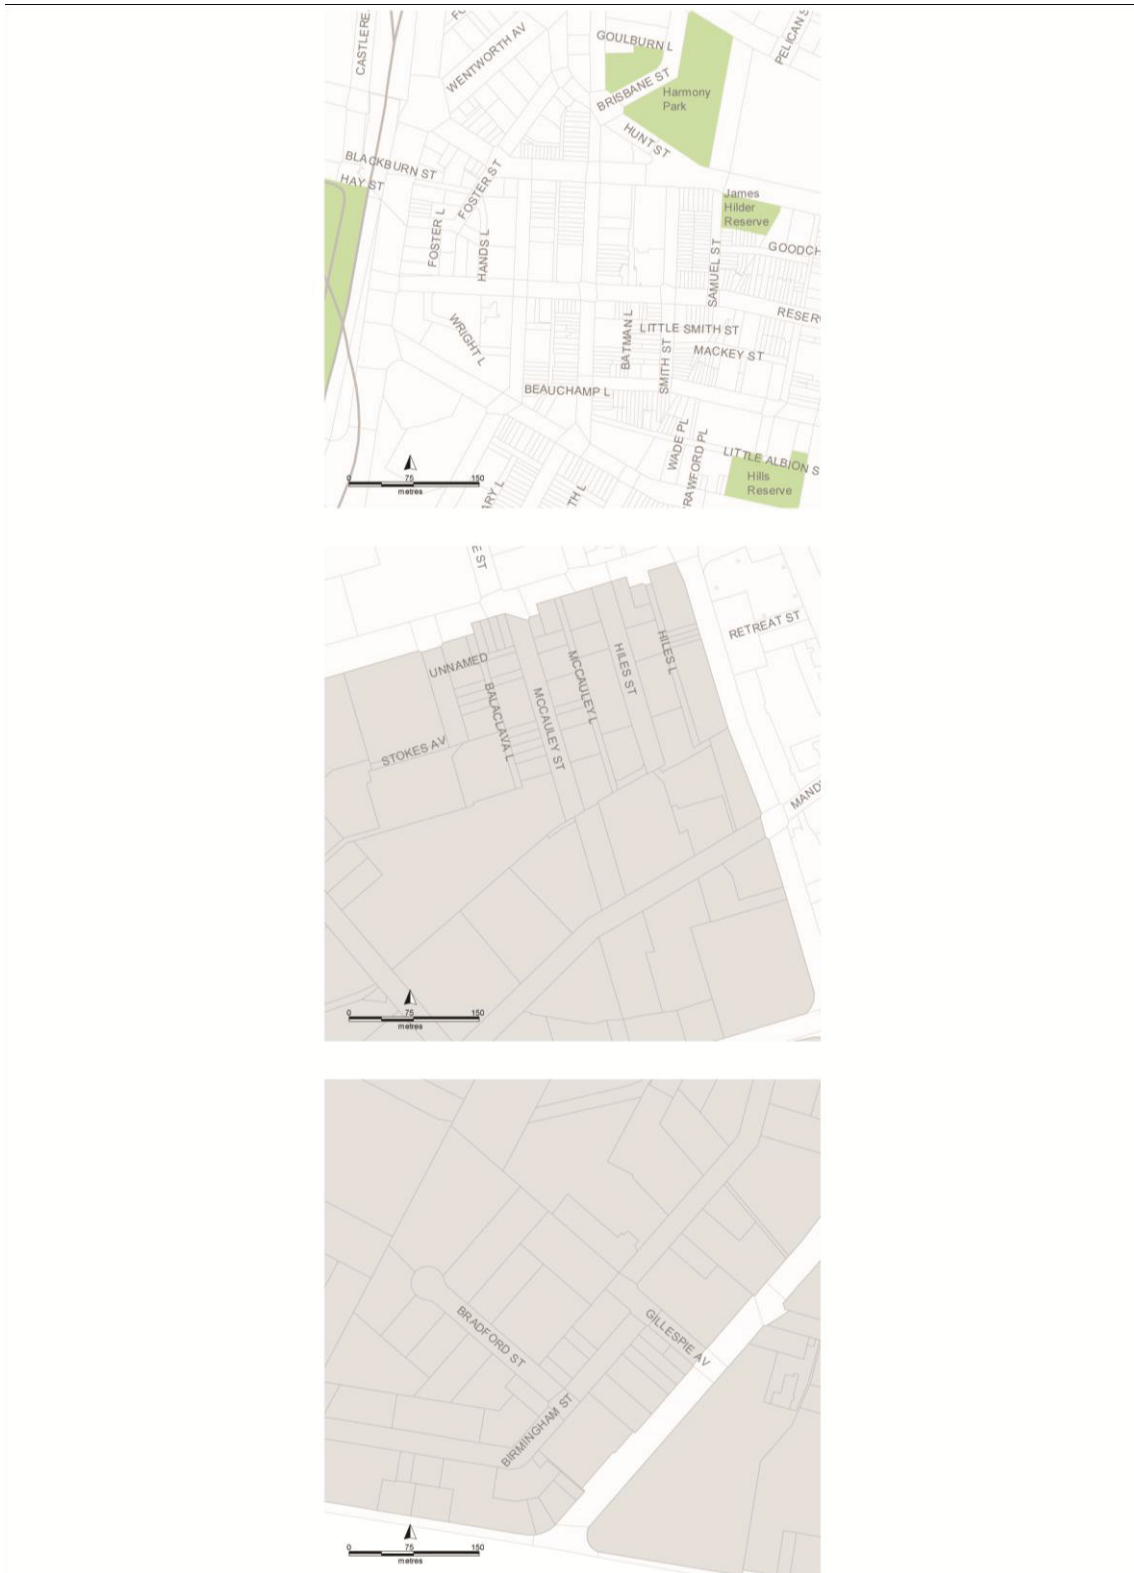 CASTLERE
WENTWORTH AV
GOULBURN L
PELICAN S
BRISBANE ST
Harmony
Park
HUNT ST
BLACKBURN ST
HAY ST
FOSTER ST
James
Hilder
Reserve
FOSTER L
HANDS L
SAMUEL ST
GOODCH
RESERV
WRIGHT L
BATMAN L
LITTLE SMITH ST
SMITH ST
MACKEY ST
BEAUCHAMP L
WADE PL
RAWFORD PL
LITTLE ALBION S
Hills
Reserve
ARY L
TH L
0 75 150
metres
E ST
RETREAT ST
UNNAMED
HILES L
HILES ST
MCCAULEY L
BALACLAVA L
MCCAULEY ST
STOKES AV
MAND
0 75 150
metres
BRADFORD ST
GILLESPIE AV
BIRMINGHAM ST
0 75 150
metres